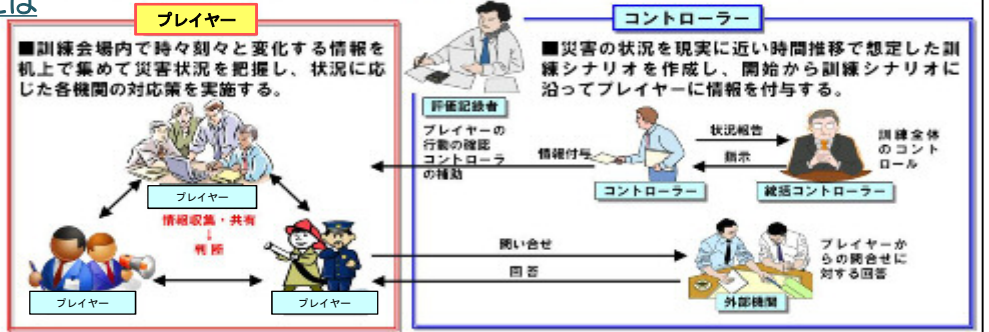 とは
プレイヤー
■訓練会場内で時々刻々と変化する情報を
机上で集めて災害状況を把握し、状況に応
じた各機関の対応策を実施する。
プレイヤー
情報収集・共有
↓
判断
プレイヤー
プレイヤー
コントローラー
■災害の状況を現実に近い時間推移で想定した訓
練シナリオを作成し、開始から訓練シナリオに
沿ってプレイヤーに情報を付与する。
評価記録者
プレイヤーの
行動の確認
コントローラ
の補助
情報付与
コントローラー
状況報告
指示
統括コントローラー
訓練全体
のコント
ロール
問い合せ
回答
外部機関
プレイヤーか
らの問合せに
対する回答